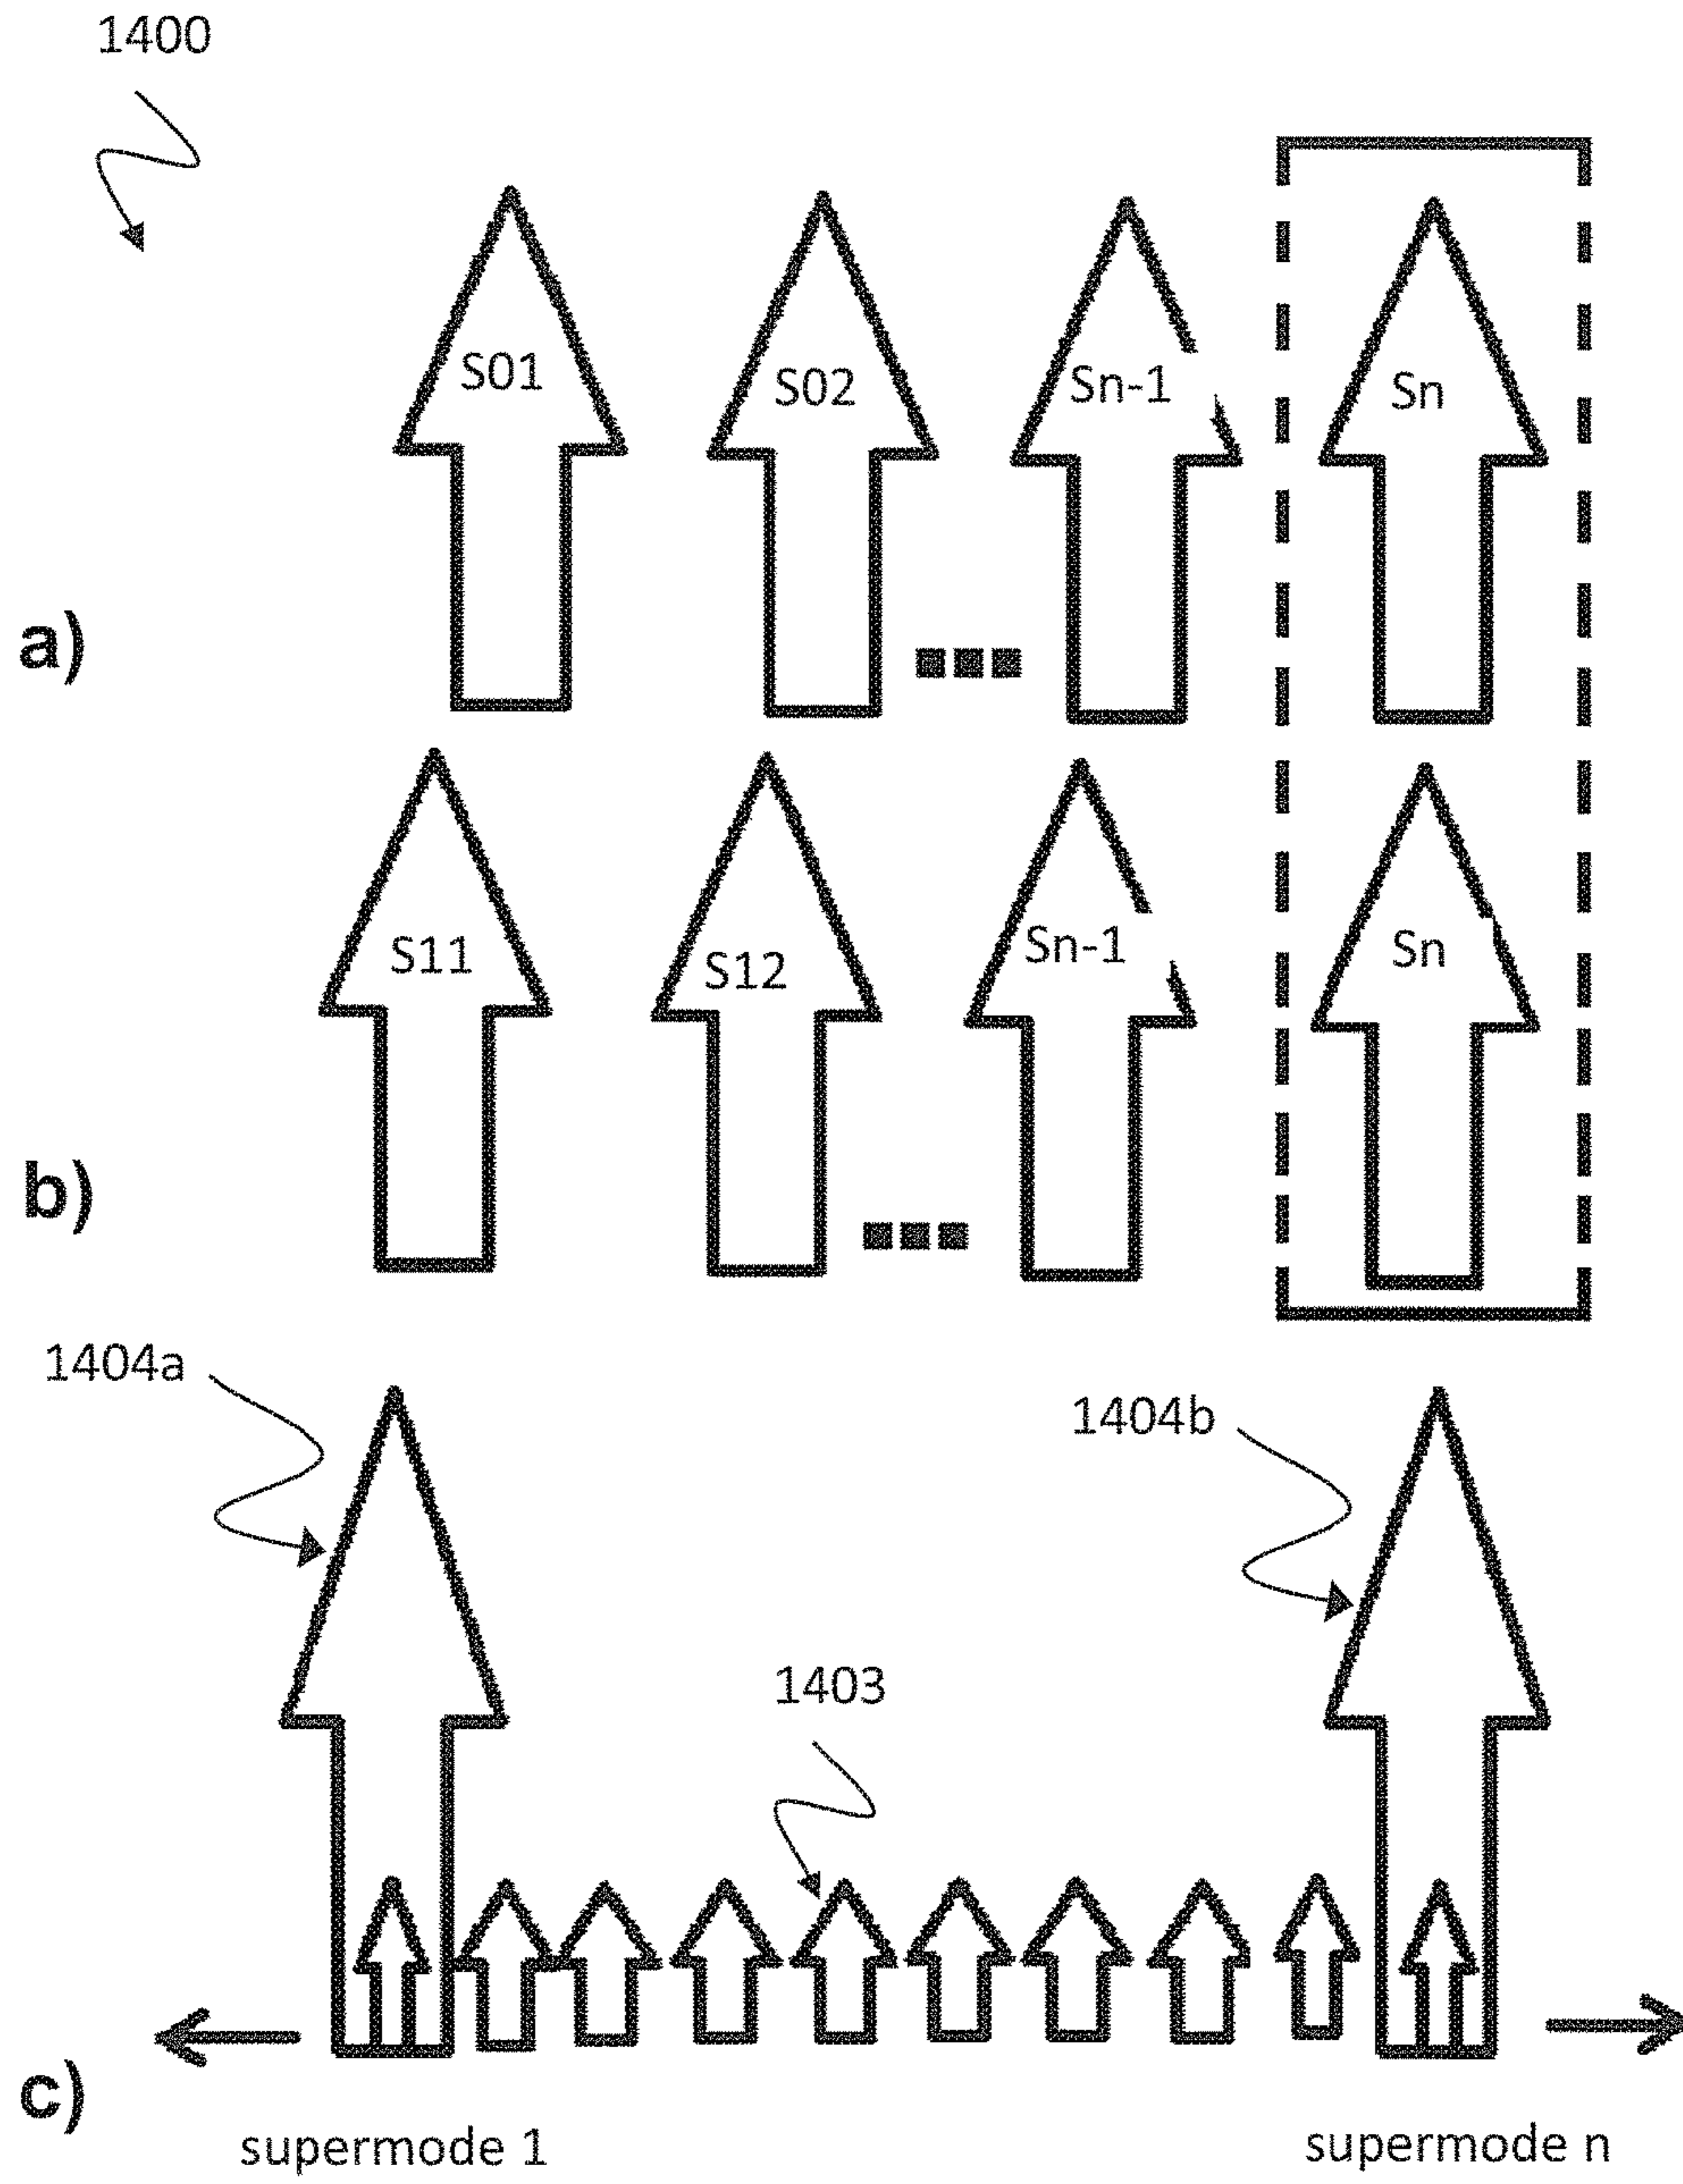 1400
S01 S02 Sn-1 Sn
a)
S11 S12 Sn-1 Sn
b)
1404a
1404b
1403
c)
supermode 1 supermode n